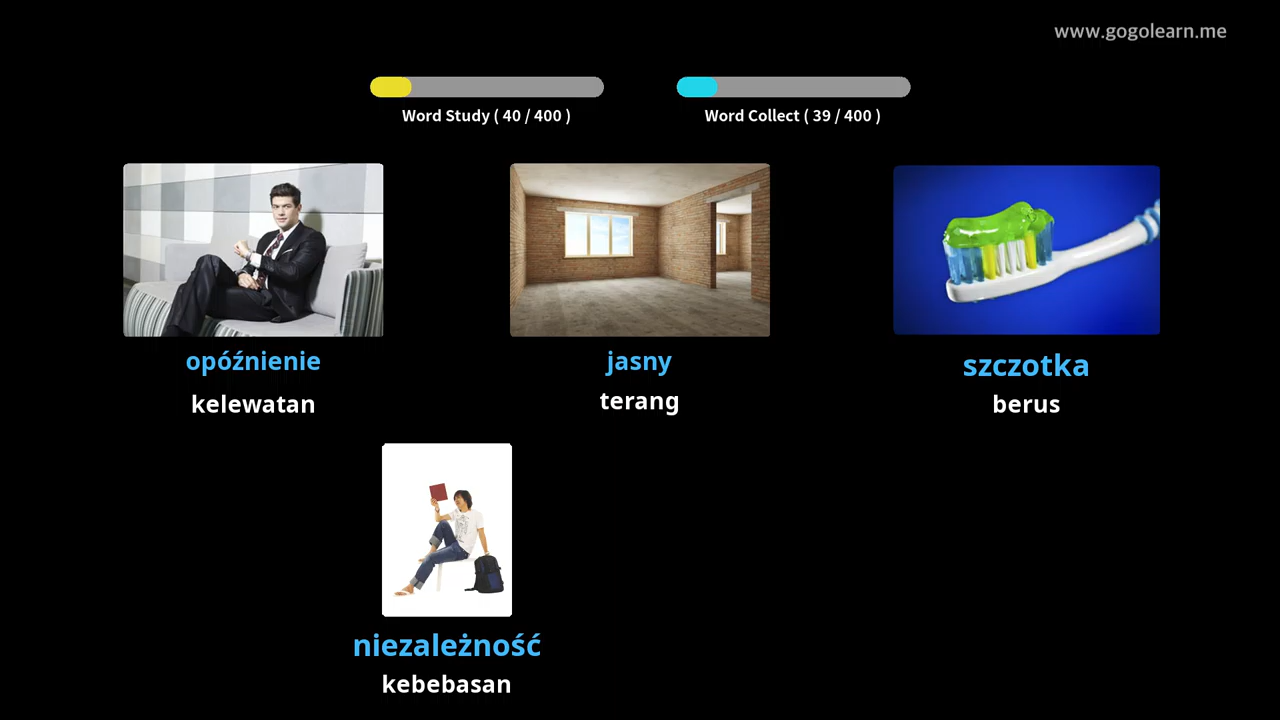 www.gogolearn.me
Word Study ( 40 / 400 )
Word Collect ( 39 / 400 )
opóźnienie
kelewatan
jasny
terang
szczotka
berus
niezależność
kebebasan